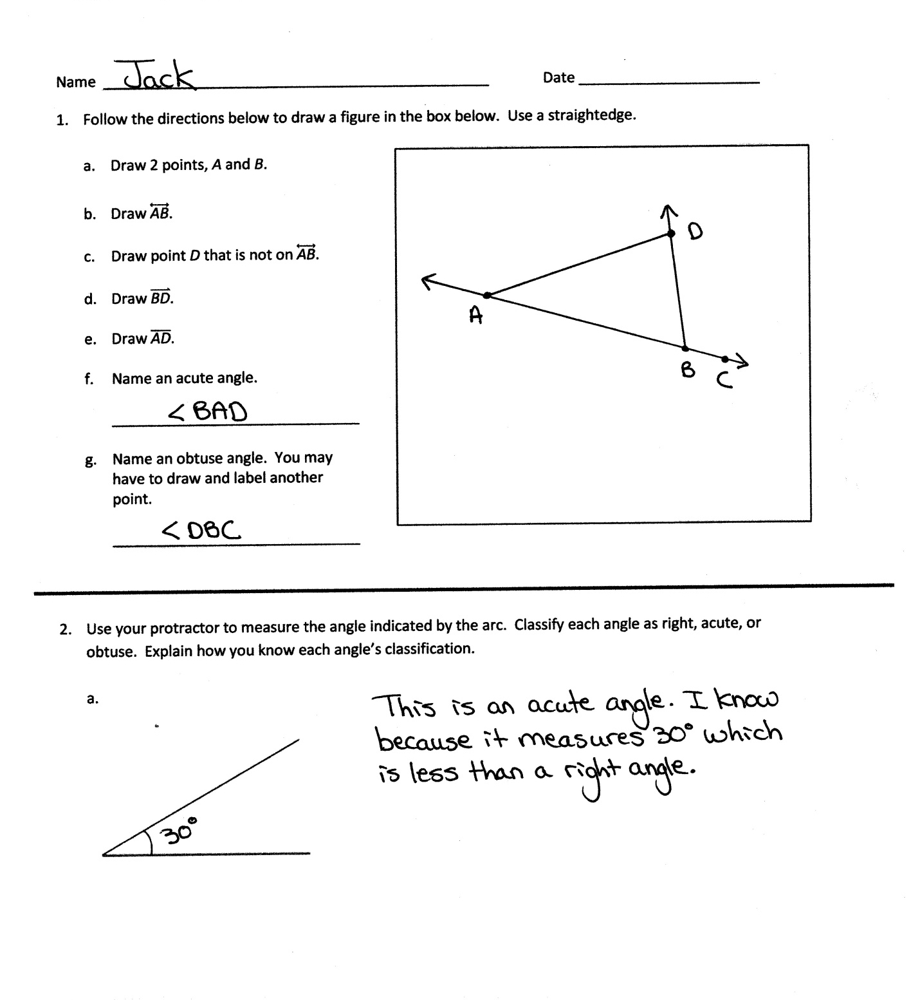 Name Jack Date
1. Follow the directions below to draw a figure in the box below. Use a straightedge.
a. Draw 2 points, A and B.
b. Draw \overleftrightarrow{AB}.
c. Draw point D that is not on \overleftrightarrow{AB}.
d. Draw \overrightarrow{BD}.
e. Draw \overline{AD}.
f. Name an acute angle.
<BAD
g. Name an obtuse angle. You may
have to draw and label another
point.
<DBC
D
A
B
C
2. Use your protractor to measure the angle indicated by the arc. Classify each angle as right, acute, or
obtuse. Explain how you know each angle's classification.
a.
This is an acute angle. I know
because it measures 30° which
is less than a right angle.
30°